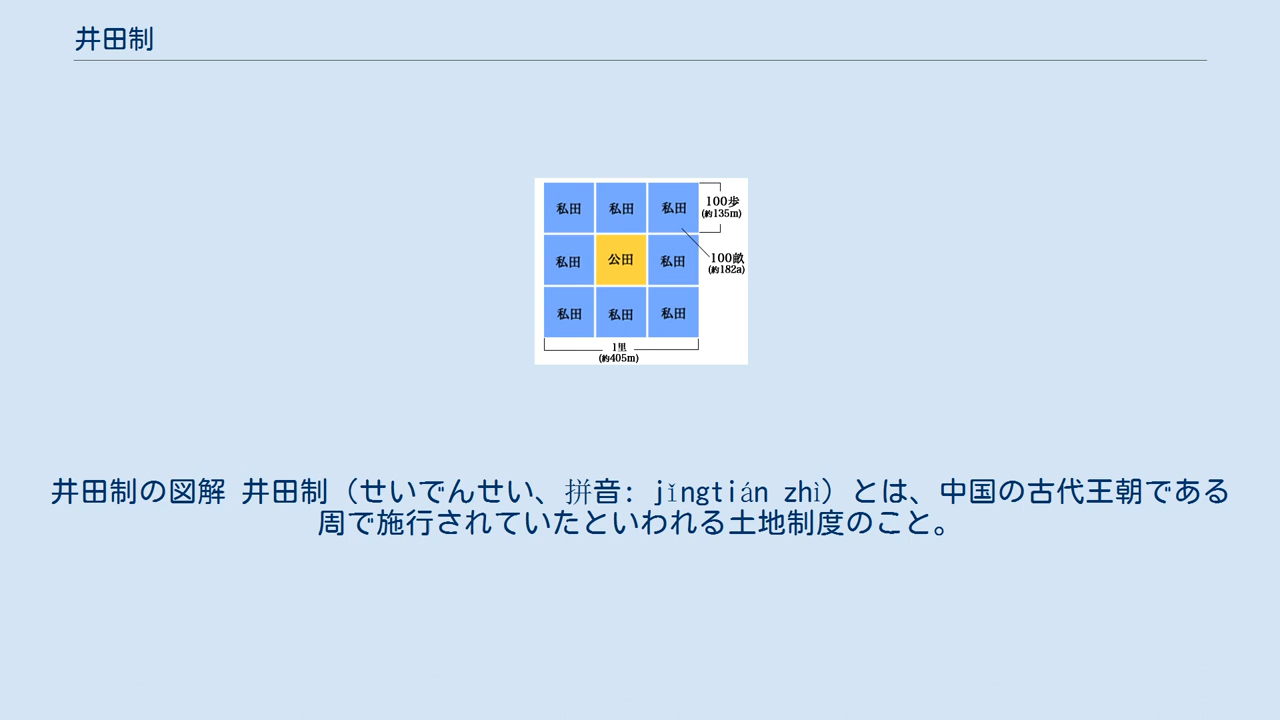 井田制
私田 私田 私田
100歩
(約135m)
私田 公田 私田
100畝
(約182a)
私田 私田 私田
1里
(約405m)
井田制の図解 井田制（せいでんせい、拼音: jǐngtián zhì）とは、中国の古代王朝である
周で施行されていたといわれる土地制度のこと。